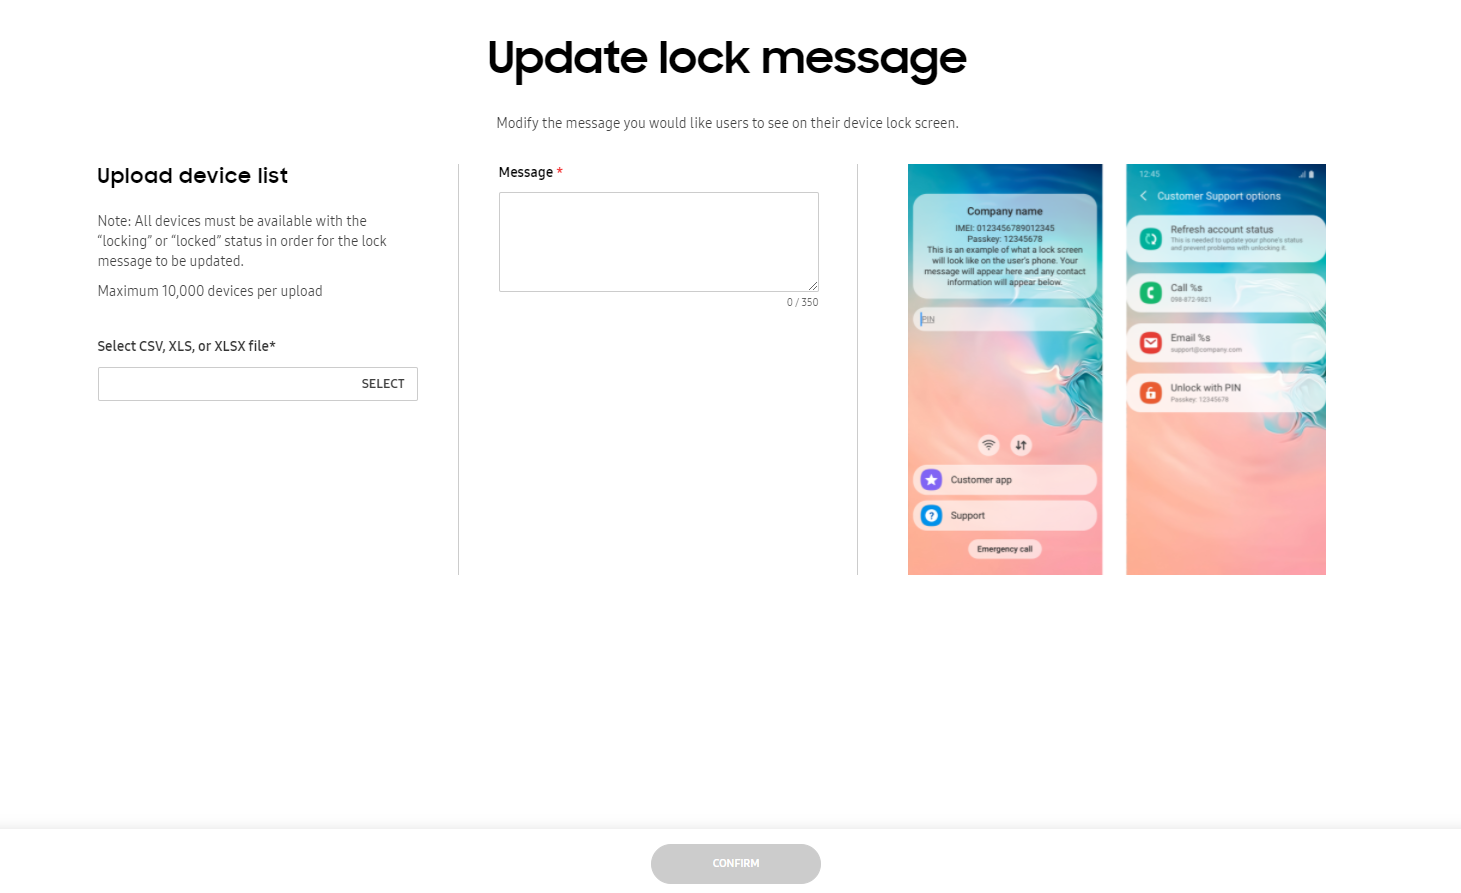 Update lock message
Modify the message you would like users to see on their device lock screen.
Upload device list
Note: All devices must be available with the
“locking” or “locked” status in order for the lock
message to be updated.
Maximum 10,000 devices per upload
Select CSV, XLS, or XLSX file*
SELECT
Message *
0 / 350
Company name
IMEI: 0123456789012345
Passkey: 12345678
This is an example of what a lock screen
will look like on the user's phone. Your
message will appear here and any contact
information will appear below.
PIN
Customer app
Support
Emergency call
12:45
Customer Support options
Refresh account status
This is needed to update your phone's status
and prevent problems with unlocking it.
Call %s
098-872-9821
Email %s
support@company.com
Unlock with PIN
Passkey: 12345678
CONFIRM